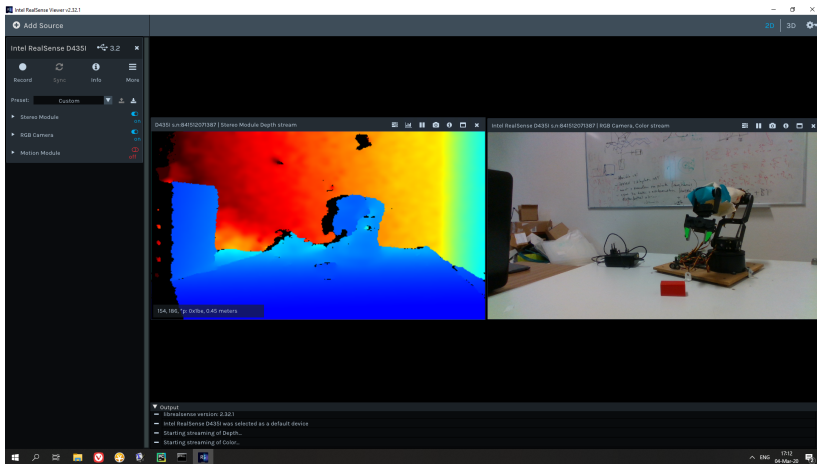 Intel RealSense Viewer v2.32.1
Add Source
2D | 3D
Intel RealSense D435I 3.2
Record Sync Info More
Preset: Custom
Stereo Module on
RGB Camera on
Motion Module off
D435I s.n:841512071387 | Stereo Module Depth stream
Intel RealSense D435I s.n:841512071387 | RGB Camera, Color stream
154, 186, *p: 0x1be, 0.45 meters
Output
librealsense version: 2.32.1
Intel RealSense D435I was selected as a default device
Starting streaming of Depth...
Starting streaming of Color...
ENG
17:12
04-Mar-20